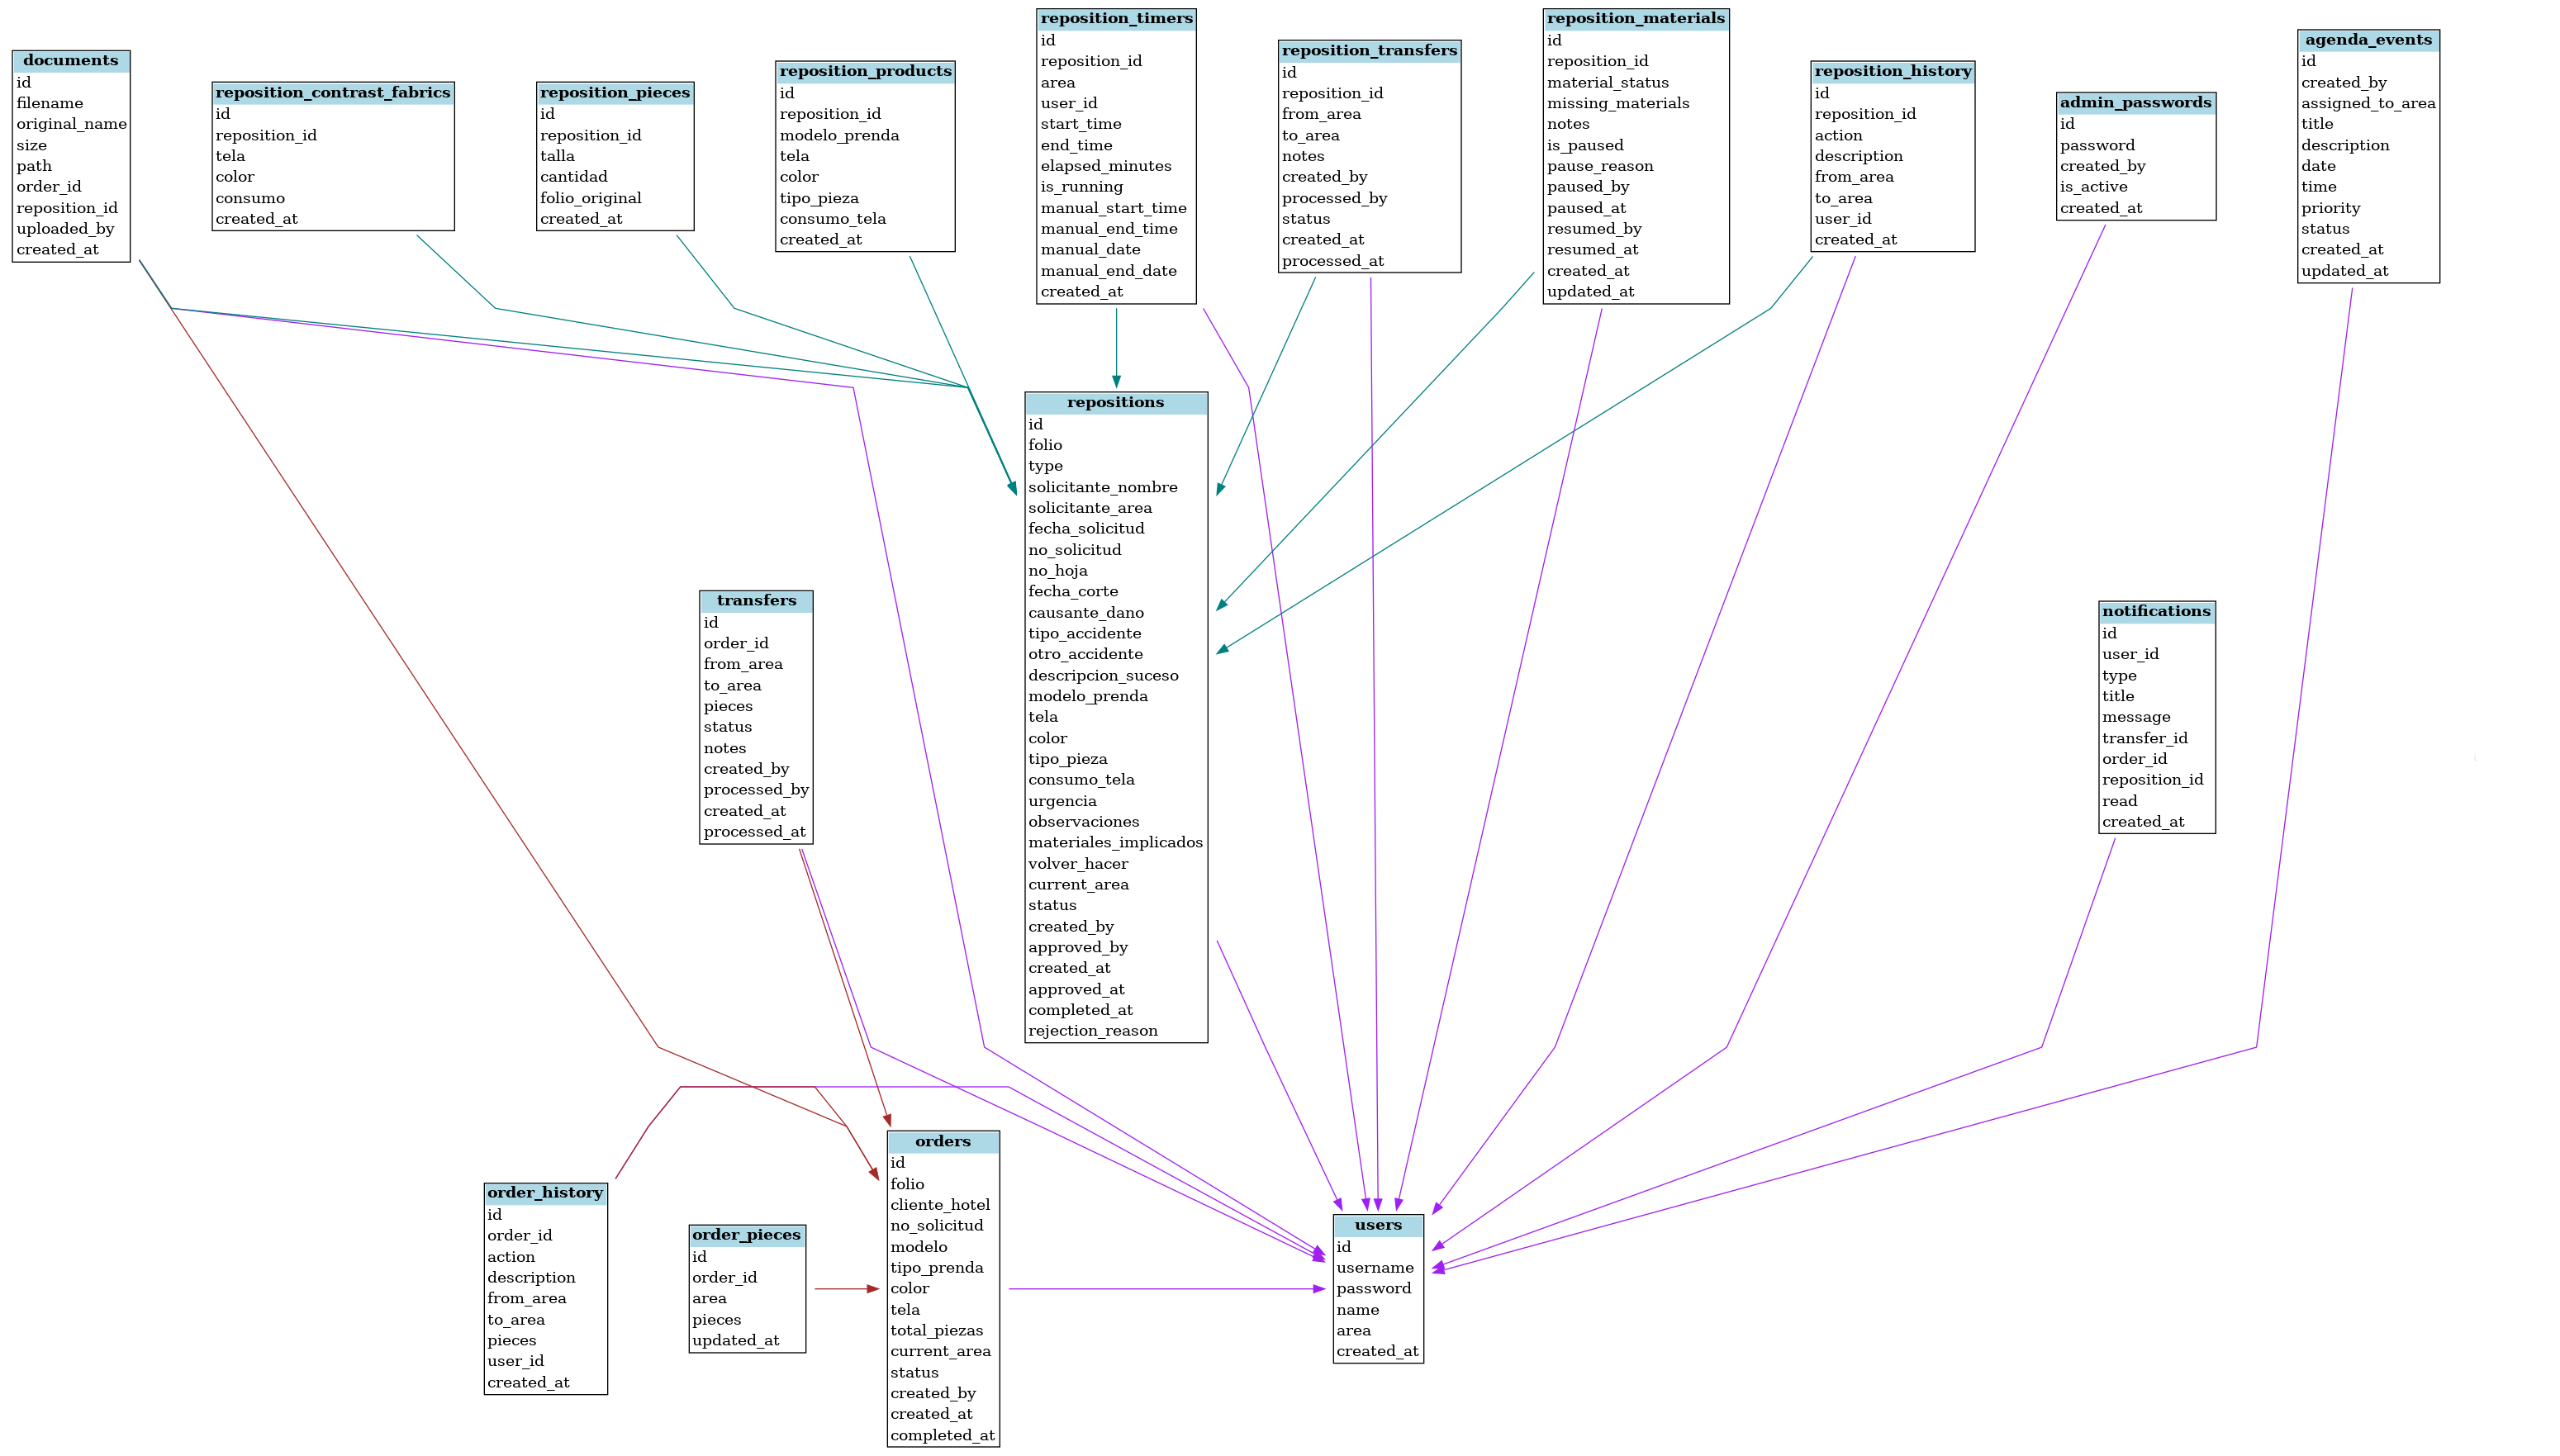 documents
id
filename
original_name
size
path
order_id
reposition_id
uploaded_by
created_at
reposition_contrast_fabrics
id
reposition_id
tela
color
consumo
created_at
reposition_pieces
id
reposition_id
talla
cantidad
folio_original
created_at
reposition_products
id
reposition_id
modelo_prenda
tela
color
tipo_pieza
consumo_tela
created_at
reposition_timers
id
reposition_id
area
user_id
start_time
end_time
elapsed_minutes
is_running
manual_start_time
manual_end_time
manual_date
manual_end_date
created_at
reposition_transfers
id
reposition_id
from_area
to_area
notes
created_by
processed_by
status
created_at
processed_at
reposition_materials
id
reposition_id
material_status
missing_materials
notes
is_paused
pause_reason
paused_by
paused_at
resumed_by
resumed_at
created_at
updated_at
reposition_history
id
reposition_id
action
description
from_area
to_area
user_id
created_at
admin_passwords
id
password
created_by
is_active
created_at
agenda_events
id
created_by
assigned_to_area
title
description
date
time
priority
status
created_at
updated_at
repositions
id
folio
type
solicitante_nombre
solicitante_area
fecha_solicitud
no_solicitud
no_hoja
fecha_corte
causante_dano
tipo_accidente
otro_accidente
descripcion_suceso
modelo_prenda
tela
color
tipo_pieza
consumo_tela
urgencia
observaciones
materiales_implicados
volver_hacer
current_area
status
created_by
approved_by
created_at
approved_at
completed_at
rejection_reason
transfers
id
order_id
from_area
to_area
pieces
status
notes
created_by
processed_by
created_at
processed_at
notifications
id
user_id
type
title
message
transfer_id
order_id
reposition_id
read
created_at
order_history
id
order_id
action
description
from_area
to_area
pieces
user_id
created_at
order_pieces
id
order_id
area
pieces
updated_at
orders
id
folio
cliente_hotel
no_solicitud
modelo
tipo_prenda
color
tela
total_piezas
current_area
status
created_by
created_at
completed_at
users
id
username
password
name
area
created_at